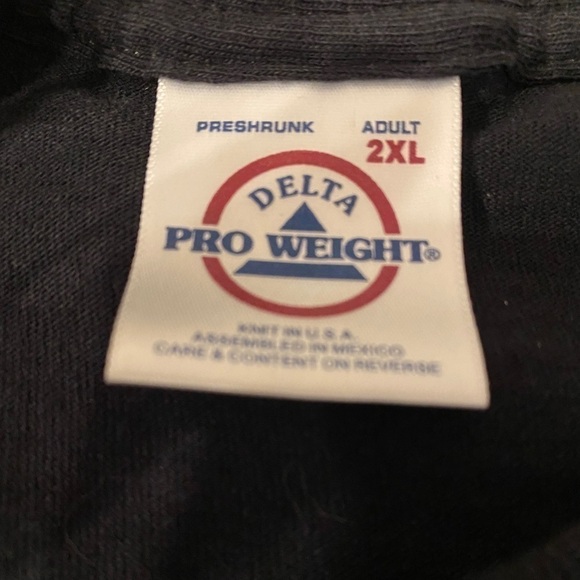 PRESHRUNK ADULT
2XL
DELTA
PRO WEIGHT®
KNIT IN U.S.A.
ASSEMBLED IN MEXICO
CARE & CONTENT ON REVERSE